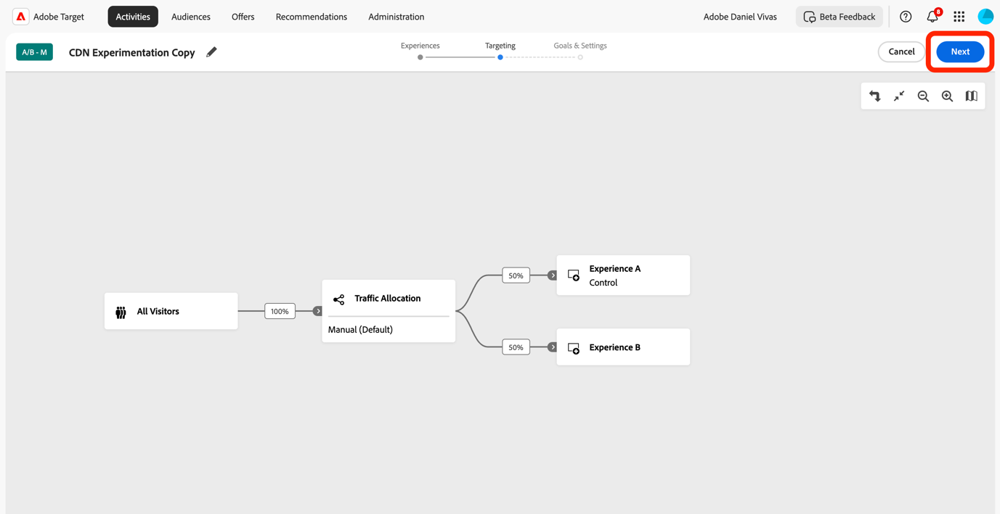 Adobe Target
Activities
Audiences
Offers
Recommendations
Administration
Adobe Daniel Vivas
Beta Feedback
8
A/B - M
CDN Experimentation Copy
Experiences
Targeting
Goals & Settings
Cancel
Next
All Visitors
100%
Traffic Allocation
Manual (Default)
50%
Experience A
Control
50%
Experience B